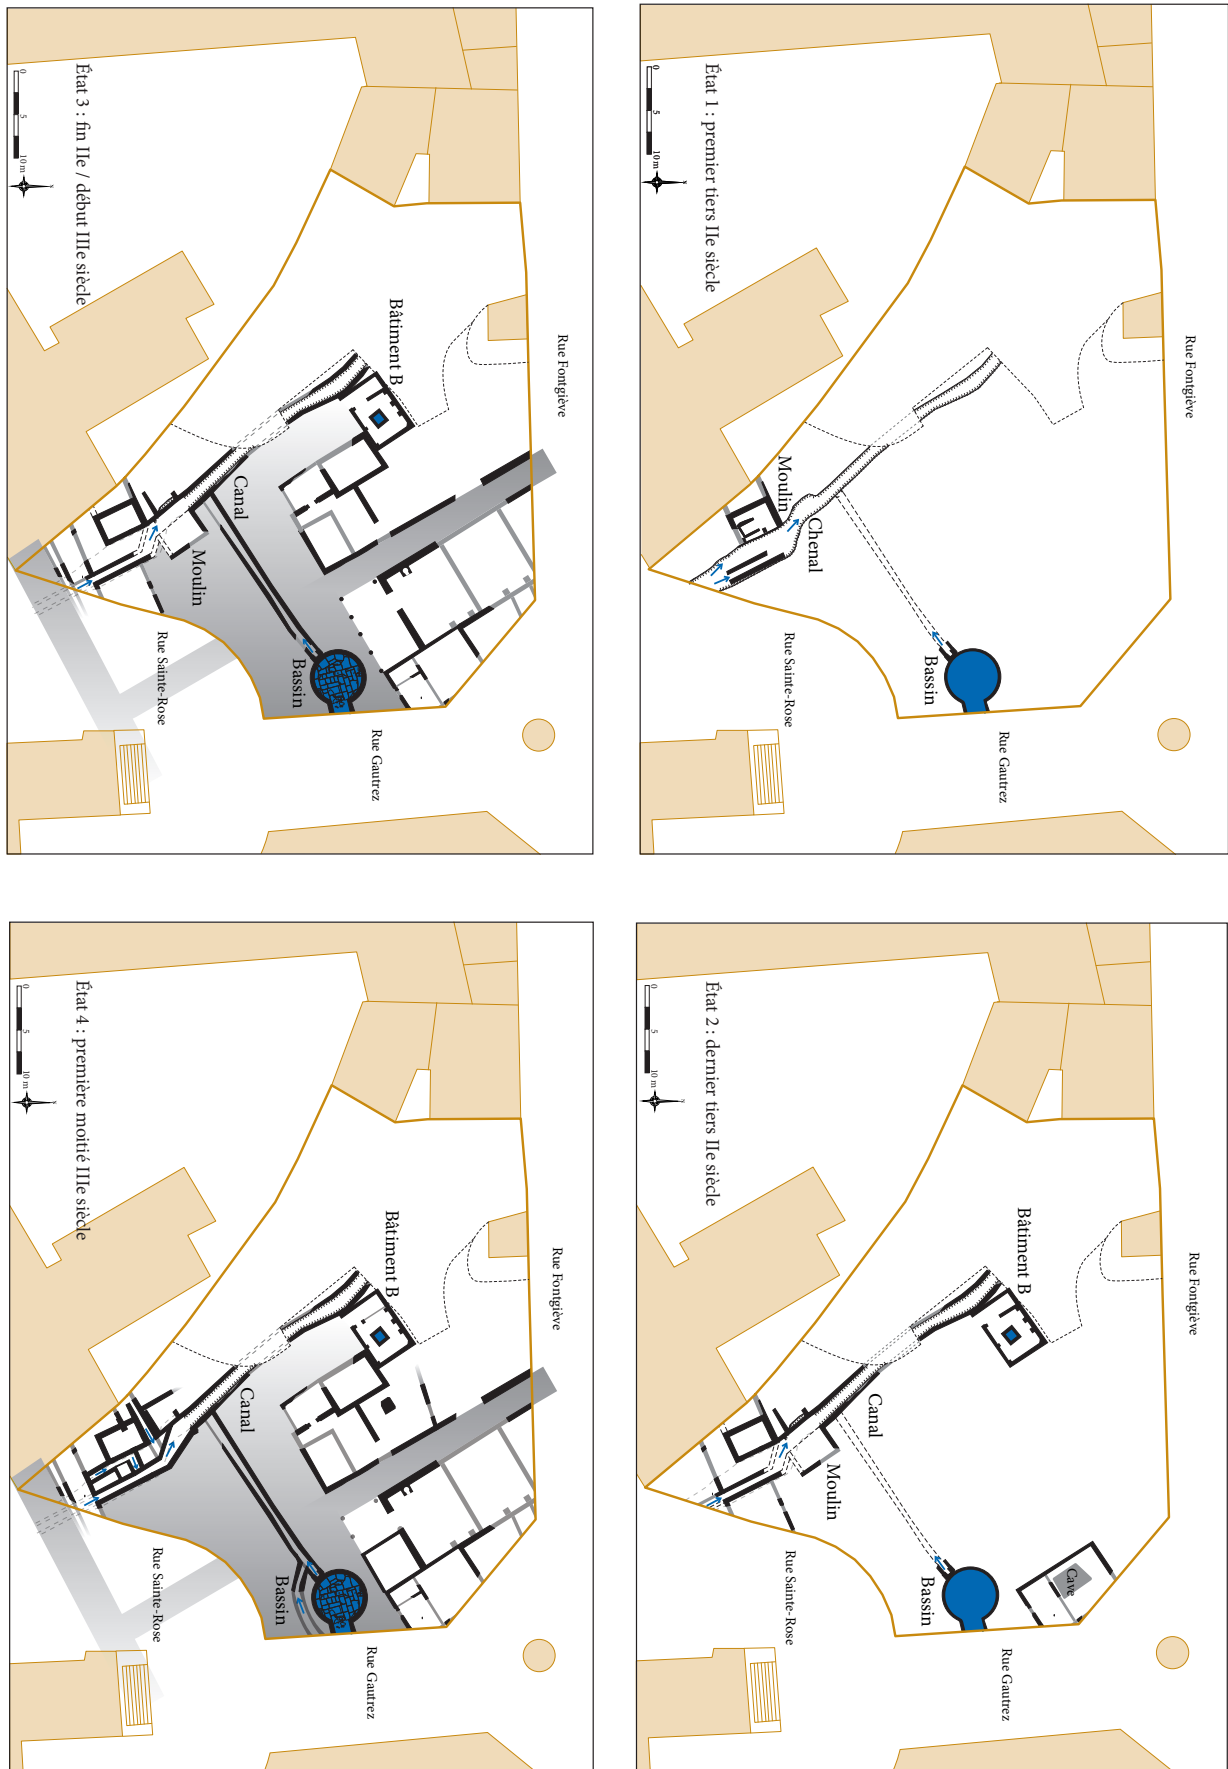 État 1 : premier tiers IIe siècle
0 5 10 m
N
Rue Fontgiève
Moulin
Chenal
Bassin
Rue Sainte-Rose
Rue Gautrez
État 2 : dernier tiers IIe siècle
0 5 10 m
N
Rue Fontgiève
Bâtiment B
Canal
Moulin
Cave
Bassin
Rue Sainte-Rose
Rue Gautrez
État 3 : fin IIe / début IIIe siècle
0 5 10 m
N
Rue Fontgiève
Bâtiment B
Canal
Moulin
Bassin
Rue Sainte-Rose
Rue Gautrez
État 4 : première moitié IIIe siècle
0 5 10 m
N
Rue Fontgiève
Bâtiment B
Canal
Bassin
Rue Sainte-Rose
Rue Gautrez